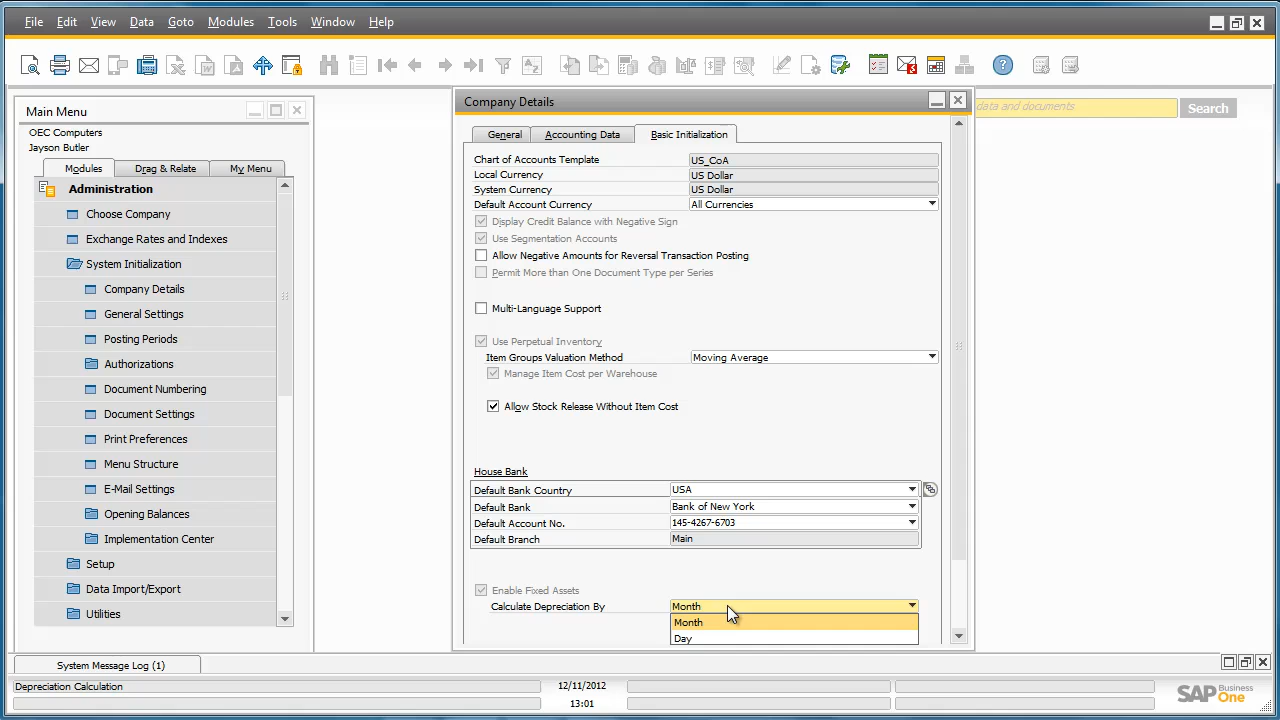 File Edit View Data Goto Modules Tools Window Help
data and documents Search
Main Menu
OEC Computers
Jayson Butler
Modules Drag & Relate My Menu
Administration
Choose Company
Exchange Rates and Indexes
System Initialization
Company Details
General Settings
Posting Periods
Authorizations
Document Numbering
Document Settings
Print Preferences
Menu Structure
E-Mail Settings
Opening Balances
Implementation Center
Setup
Data Import/Export
Utilities
Company Details
General Accounting Data Basic Initialization
Chart of Accounts Template US_CoA
Local Currency US Dollar
System Currency US Dollar
Default Account Currency All Currencies
Display Credit Balance with Negative Sign
Use Segmentation Accounts
Allow Negative Amounts for Reversal Transaction Posting
Permit More than One Document Type per Series
Multi-Language Support
Use Perpetual Inventory
Item Groups Valuation Method Moving Average
Manage Item Cost per Warehouse
Allow Stock Release Without Item Cost
House Bank
Default Bank Country USA
Default Bank Bank of New York
Default Account No. 145-4267-6703
Default Branch Main
Enable Fixed Assets
Calculate Depreciation By Month
Month
Day
System Message Log (1)
Depreciation Calculation 12/11/2012
13:01
SAP Business One